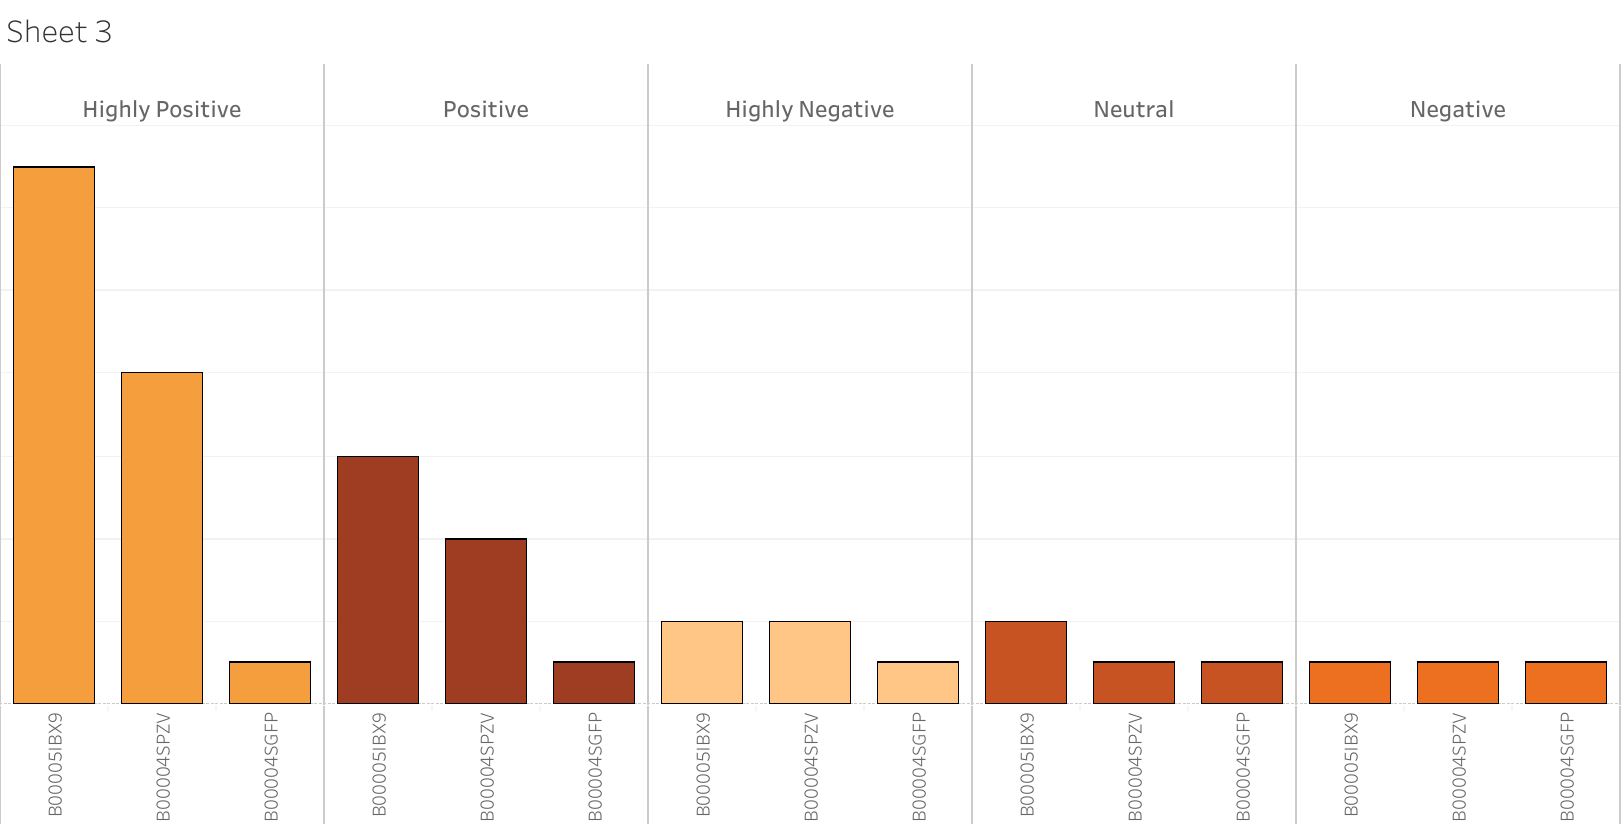 Sheet 3
Highly Positive
Positive
Highly Negative
Neutral
Negative
B00005IBX9
B00004SPZV
B00004SGFP
B00005IBX9
B00004SPZV
B00004SGFP
B00005IBX9
B00004SPZV
B00004SGFP
B00005IBX9
B00004SPZV
B00004SGFP
B00005IBX9
B00004SPZV
B00004SGFP